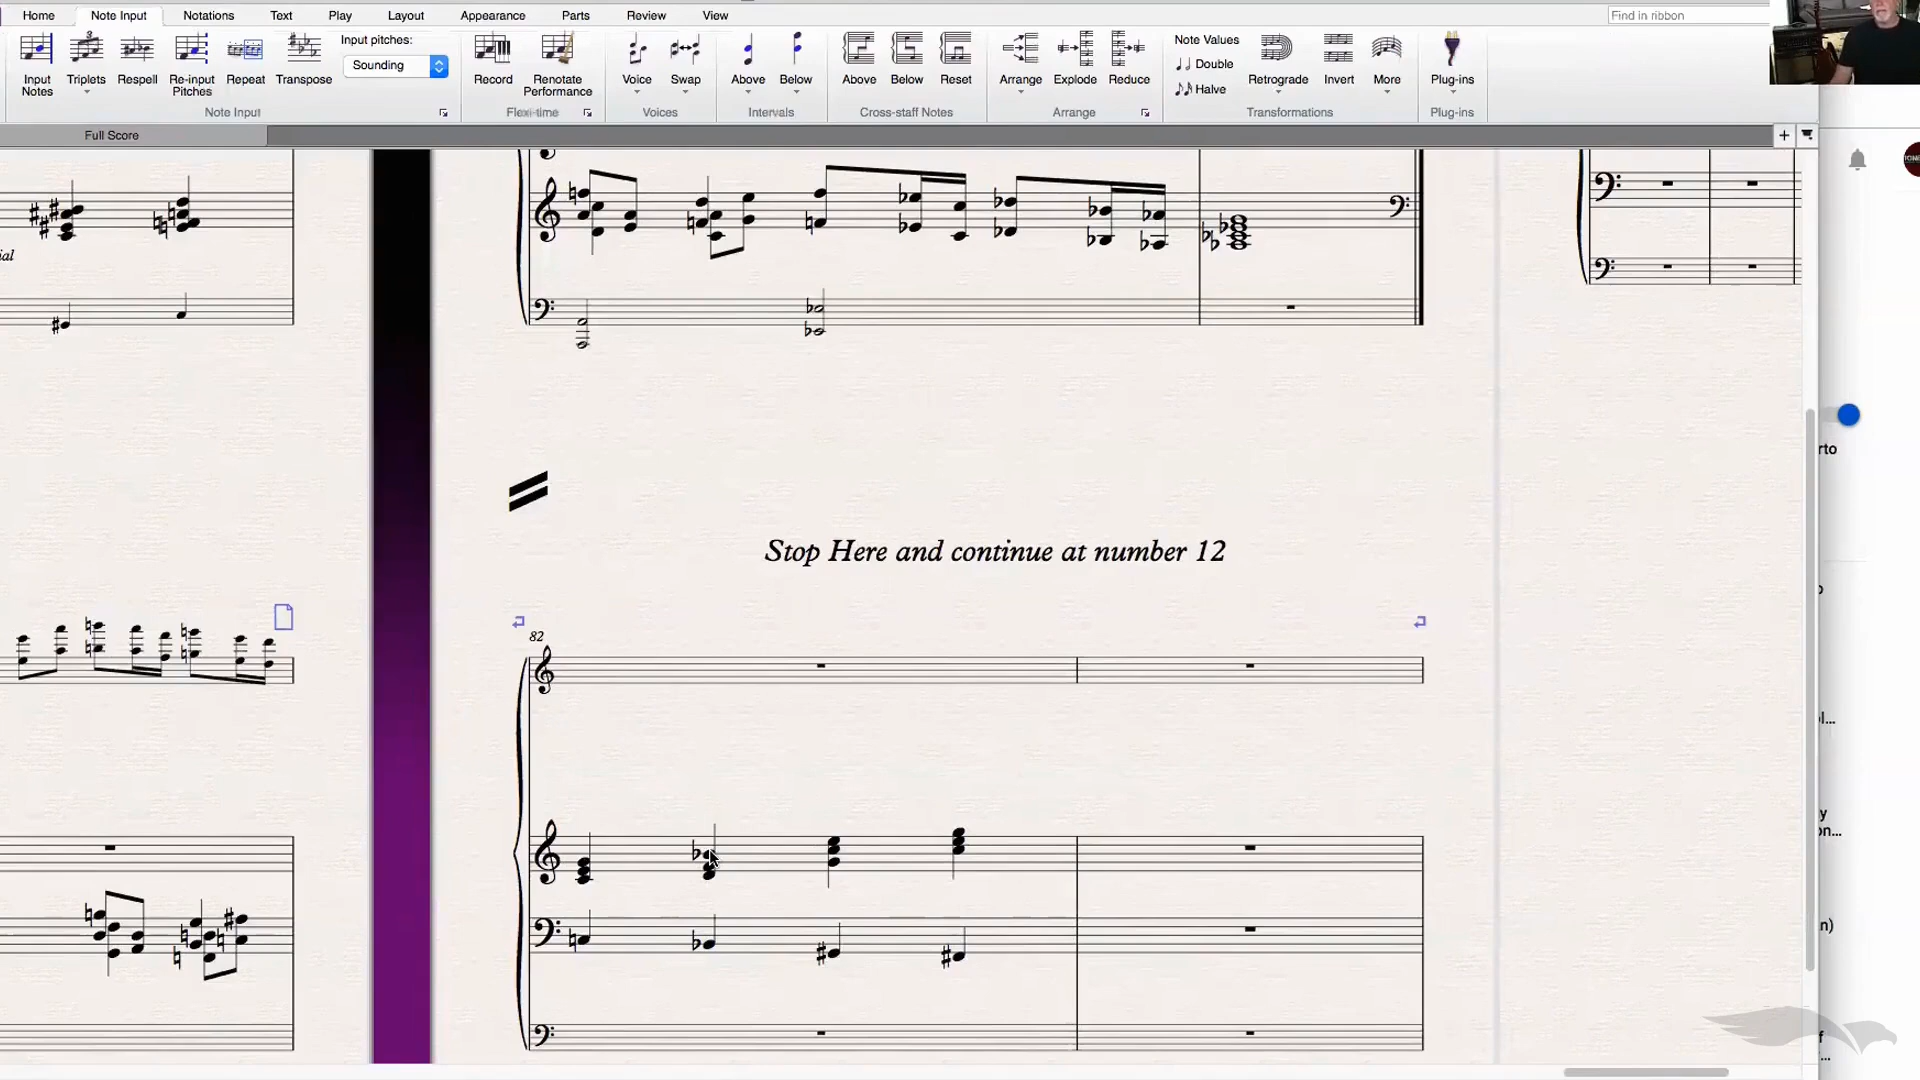 Home Note Input Notations Text Play Layout Appearance Parts Review View Find in ribbon
Input Notes Triplets Respell Re-input Pitches Repeat Transpose Input pitches: Sounding Record Renotate Performance Voice Swap Above Below Above Below Reset Arrange Explode Reduce Note Values Double Halve Retrograde Invert More Plug-ins
Note Input Flexi-time Voices Intervals Cross-staff Notes Arrange Transformations Plug-ins
Full Score
3
ial
rto
Stop Here and continue at number 12
82